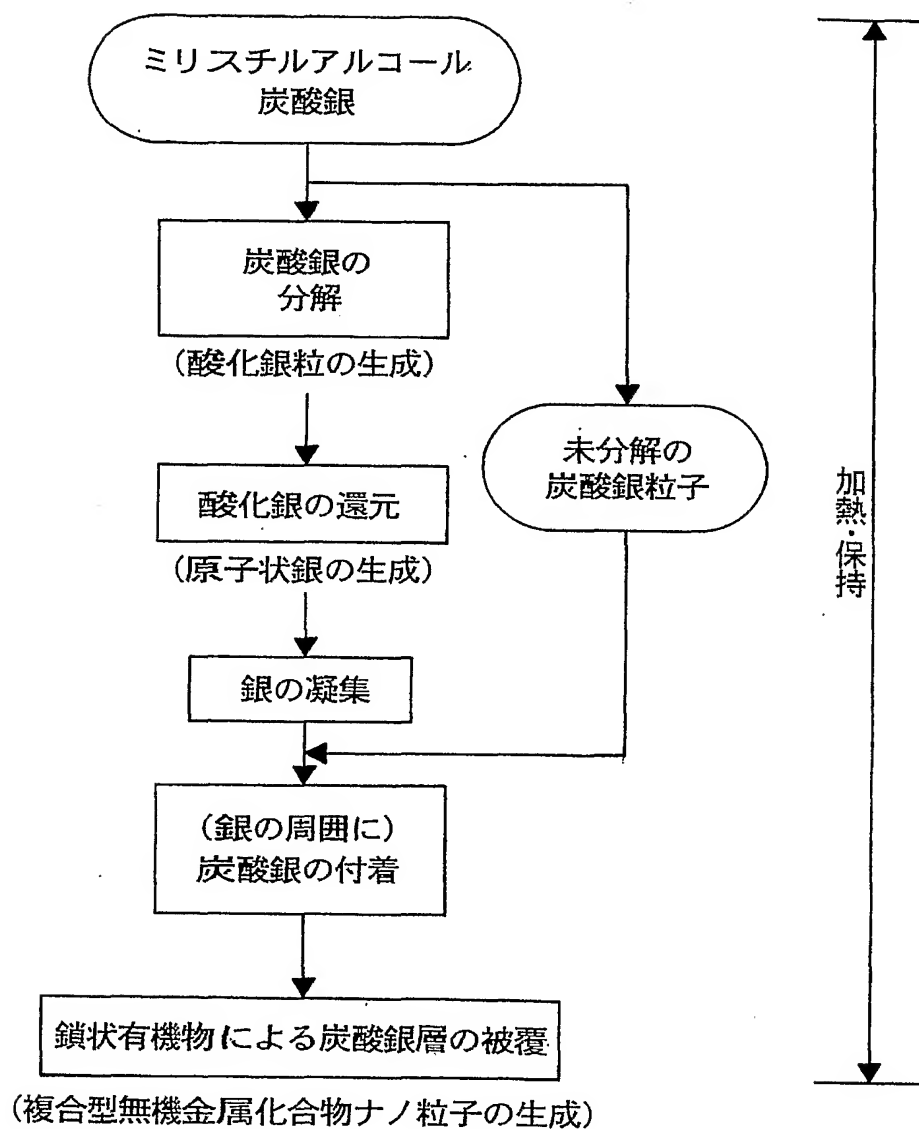 ミリスチルアルコール
炭酸銀
炭酸銀の
分解
(酸化銀粒の生成)
酸化銀の還元
(原子状銀の生成)
銀の凝集
未分解の
炭酸銀粒子
(銀の周囲に)
炭酸銀の付着
鎖状有機物による炭酸銀層の被覆
(複合型無機金属化合物ナノ粒子の生成)
加熱・保持